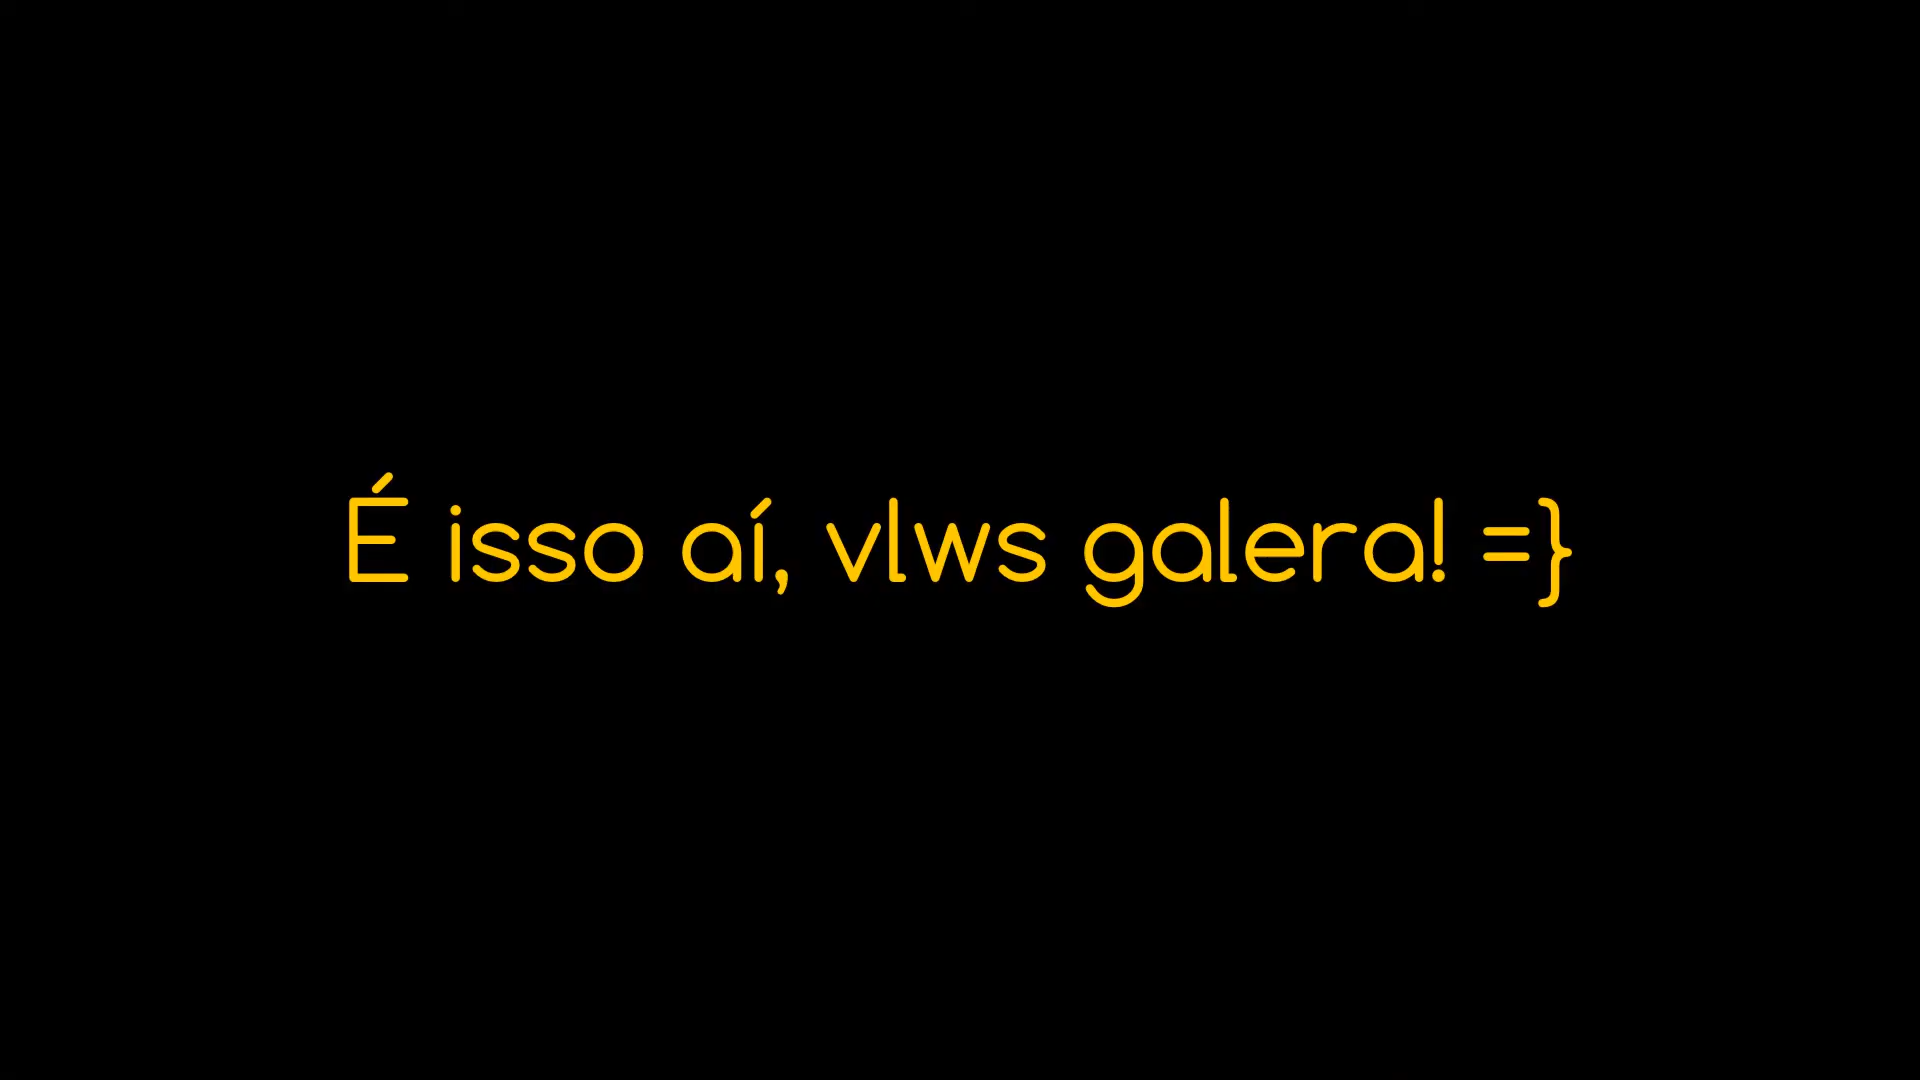 É isso aí, vlws galera! =}